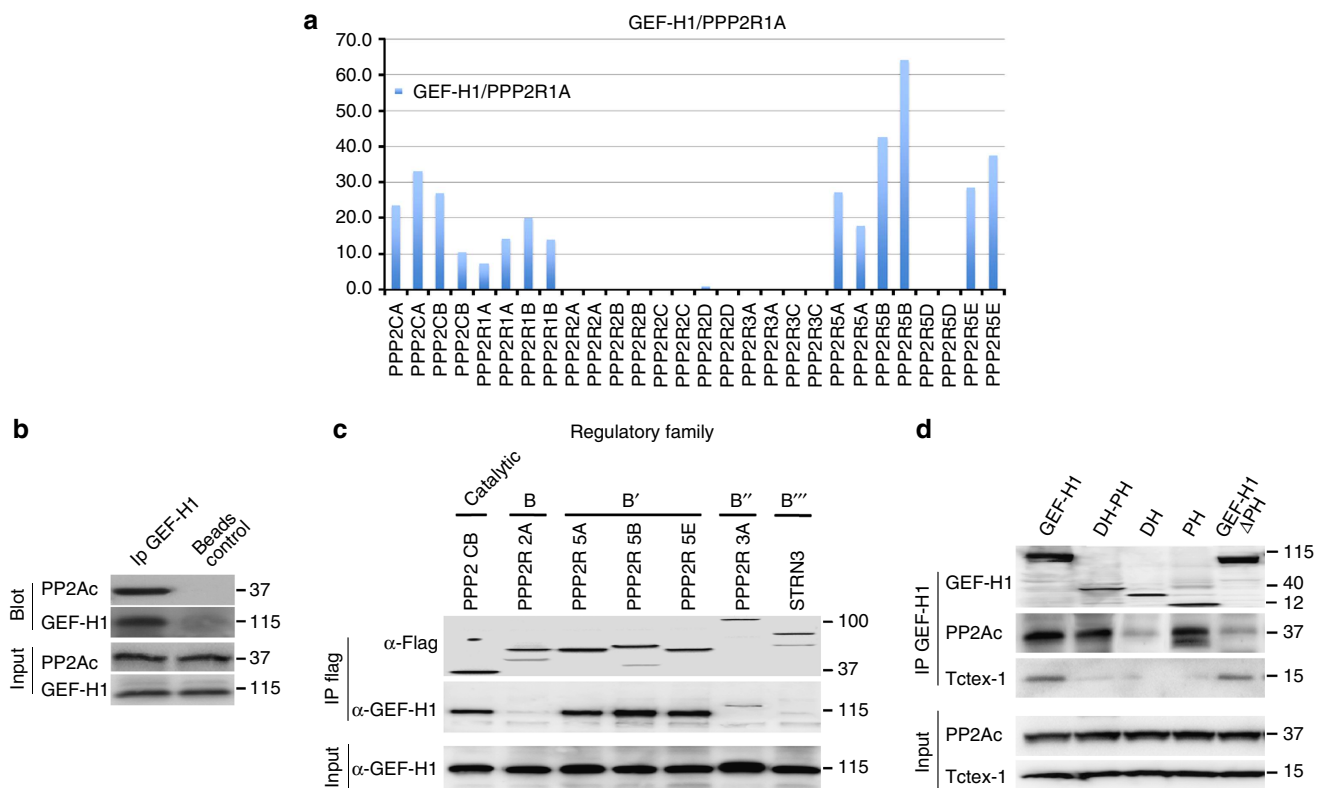 a
GEF-H1/PPP2R1A
70.0
60.0
50.0
40.0
30.0
20.0
10.0
0.0
GEF-H1/PPP2R1A
PPP2CA
PPP2CA
PPP2CB
PPP2CB
PPP2R1A
PPP2R1A
PPP2R1B
PPP2R1B
PPP2R2A
PPP2R2A
PPP2R2B
PPP2R2B
PPP2R2C
PPP2R2C
PPP2R2D
PPP2R2D
PPP2R3A
PPP2R3A
PPP2R3C
PPP2R3C
PPP2R5A
PPP2R5A
PPP2R5B
PPP2R5B
PPP2R5D
PPP2R5D
PPP2R5E
PPP2R5E
b
Ip GEF-H1
Beads
control
Blot
PP2Ac
37
GEF-H1
115
Input
PP2Ac
37
GEF-H1
115
c
Regulatory family
Catalytic
B
B′
B″
B‴
PPP2 CB
PPP2R 2A
PPP2R 5A
PPP2R 5B
PPP2R 5E
PPP2R 3A
STRN3
IP flag
α-Flag
100
37
α-GEF-H1
115
Input
α-GEF-H1
115
d
GEF-H1
DH-PH
DH
PH
GEF-H1
ΔPH
IP GEF-H1
GEF-H1
115
40
12
PP2Ac
37
Tctex-1
15
Input
PP2Ac
37
Tctex-1
15